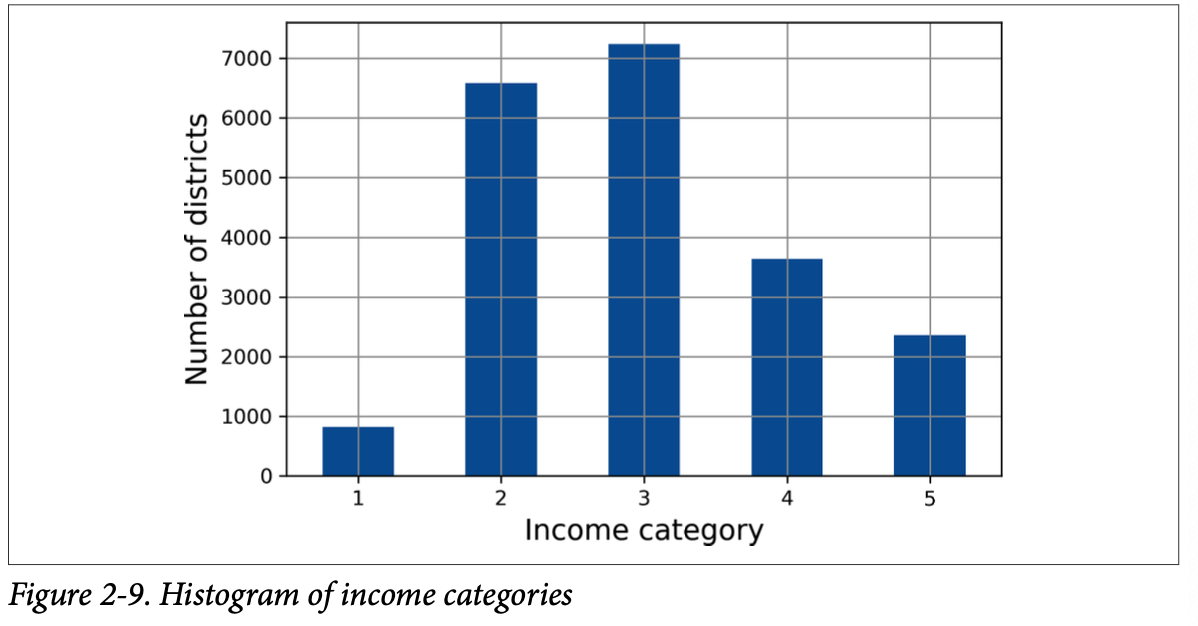 Number of districts
7000
6000
5000
4000
3000
2000
1000
0
1 2 3 4 5
Income category
Figure 2-9. Histogram of income categories